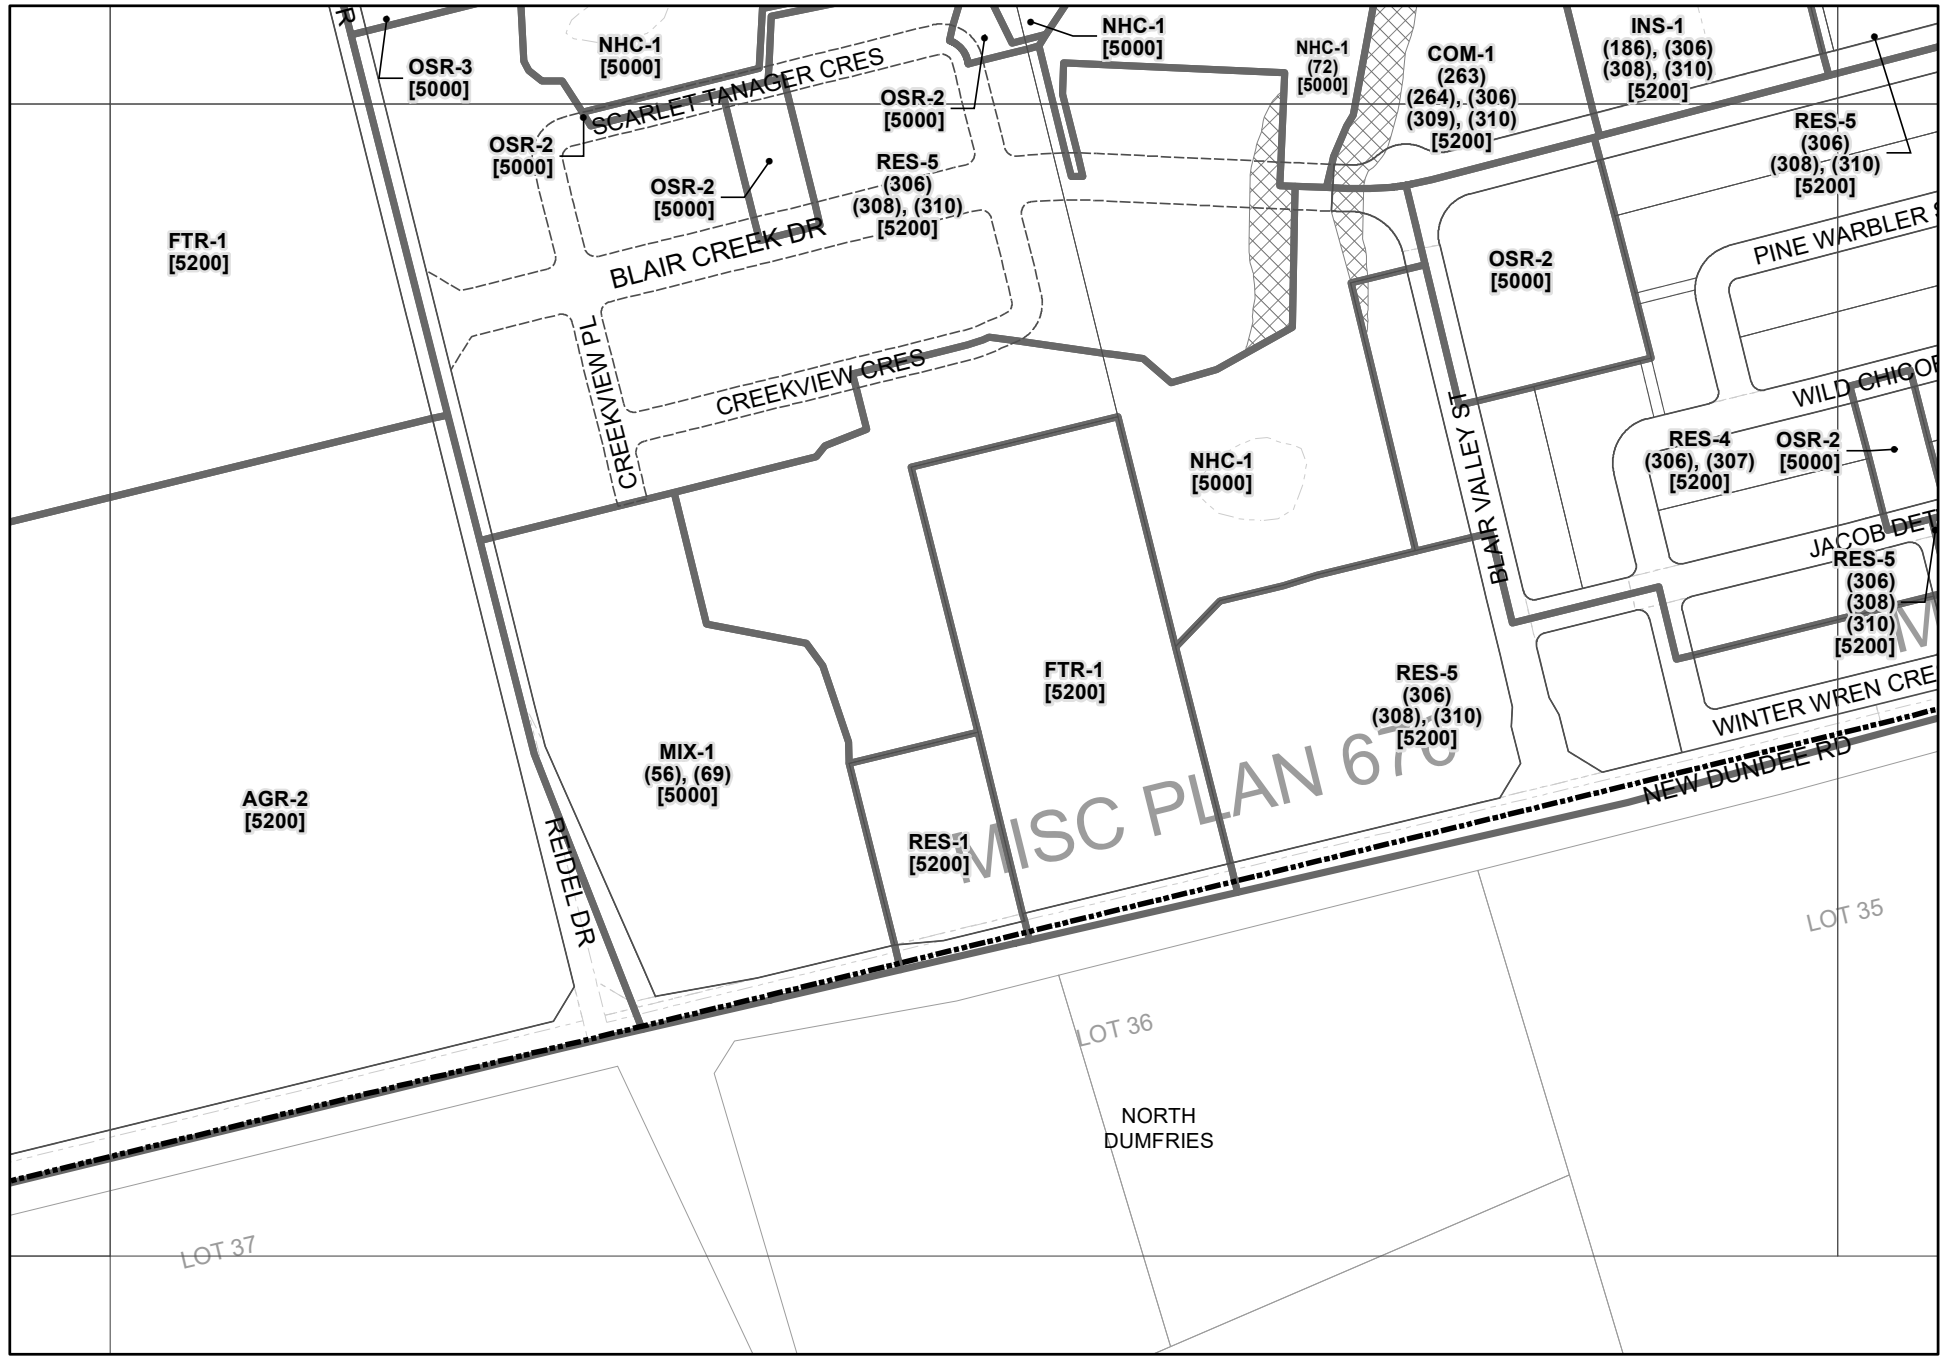 R
OSR-3
[5000]
NHC-1
[5000]
SCARLET TANAGER CRES
OSR-2
[5000]
OSR-2
[5000]
NHC-1
[5000]
NHC-1
(72)
[5000]
COM-1
(263)
(264), (306)
(309), (310)
[5200]
INS-1
(186), (306)
(308), (310)
[5200]
RES-5
(306)
(308), (310)
[5200]
OSR-2
[5000]
RES-5
(306)
(308), (310)
[5200]
FTR-1
[5200]
BLAIR CREEK DR
OSR-2
[5000]
PINE WARBLER
CREEKVIEW PL
CREEKVIEW CRES
WILD CHICO
BLAIR VALLEY ST
RES-4
(306), (307)
[5200]
OSR-2
[5000]
NHC-1
[5000]
JACOB DET
RES-5
(306)
(308)
(310)
[5200]
M
FTR-1
[5200]
RES-5
(306)
(308), (310)
[5200]
WINTER WREN CRE
NEW DUNDEE RD
MIX-1
(56), (69)
[5000]
MISC PLAN 676
AGR-2
[5200]
REIDEL DR
RES-1
[5200]
LOT 35
LOT 36
NORTH
DUMFRIES
LOT 37